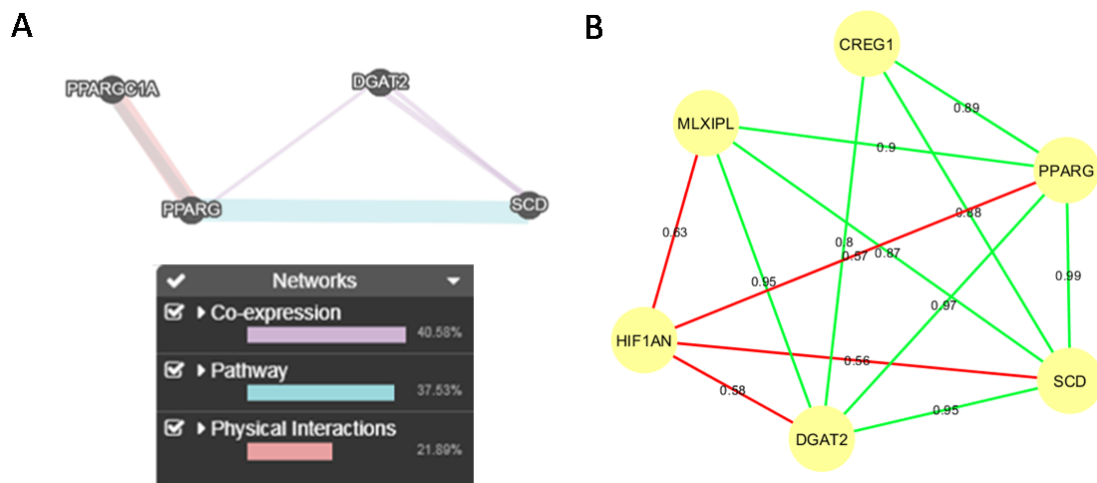 A
PPARGC1A
DGAT2
PPARG
SCD
Networks
Co-expression
40.58%
Pathway
37.53%
Physical Interactions
21.89%
B
CREG1
MLXIPL
0.89
0.9
PPARG
0.88
0.63
0.8
0.57
0.87
0.99
0.95
0.97
HIF1AN
0.56
SCD
0.58
0.95
DGAT2